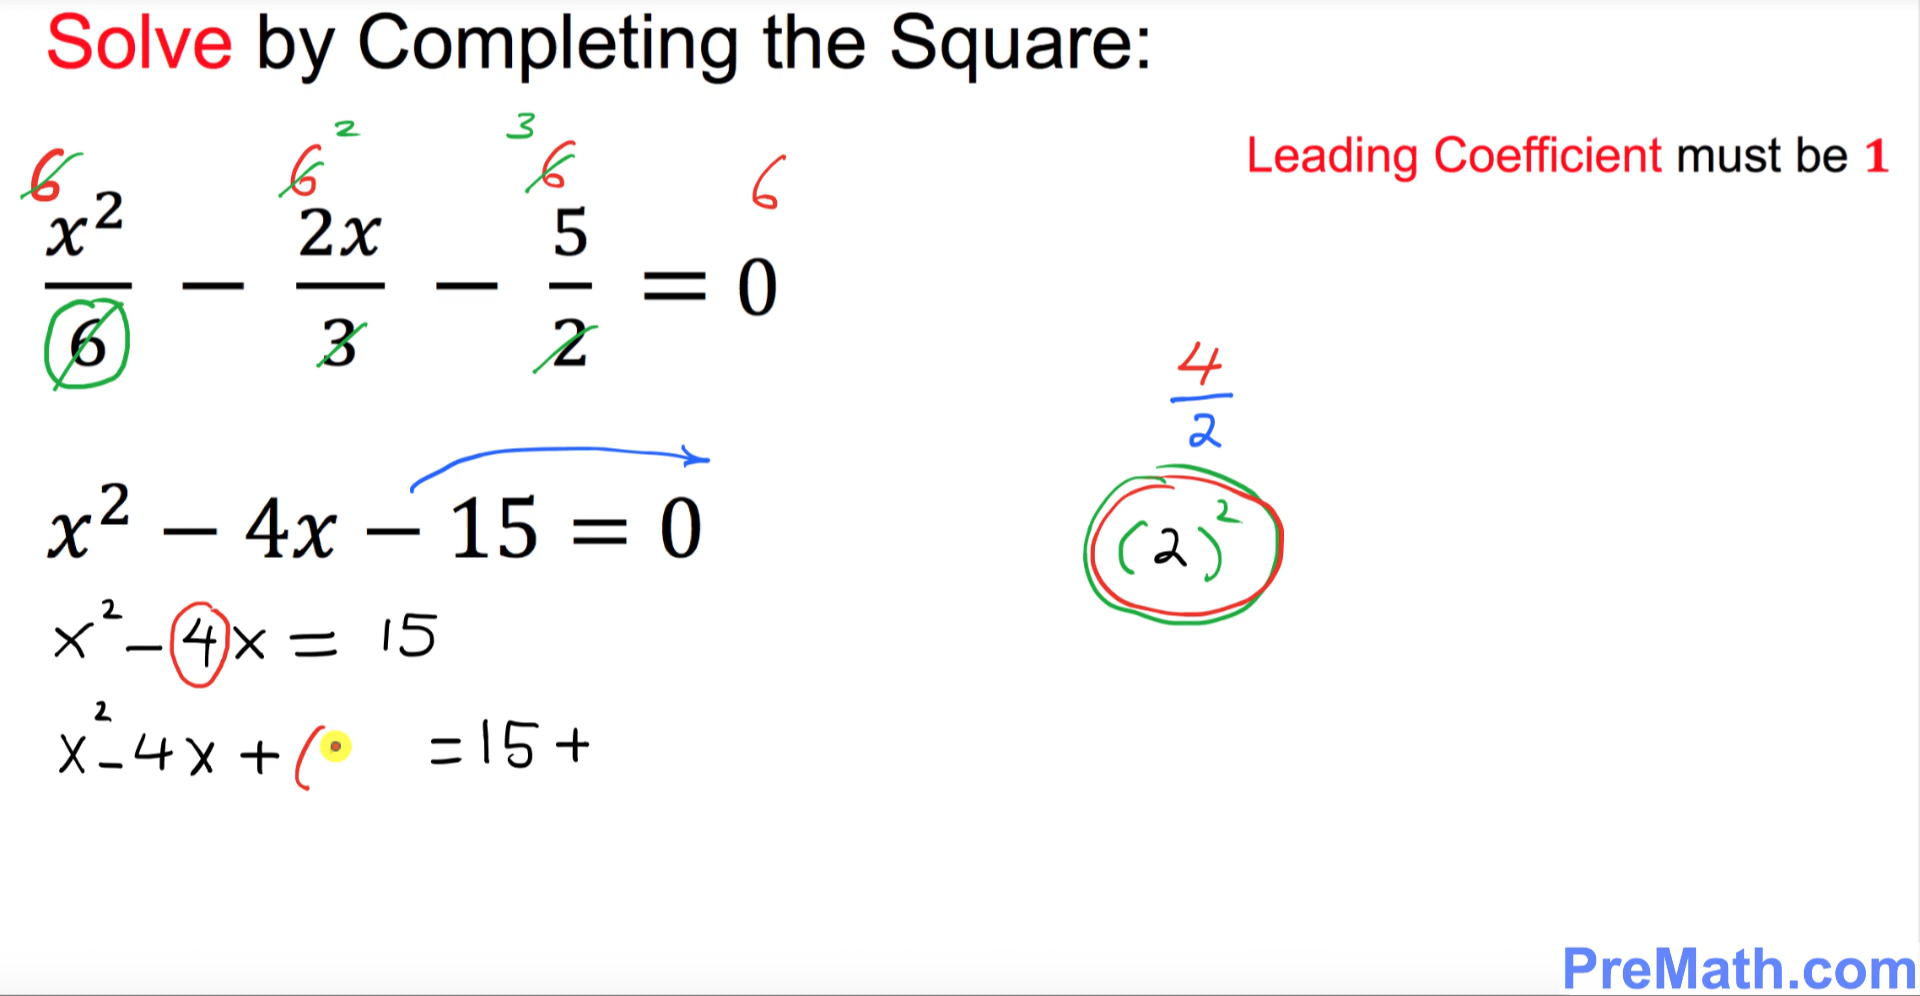 Solve by Completing the Square:
Leading Coefficient must be 1
6 6 2 3 6 6
x²/6 − 2x/3 − 5/2 = 0
4/2
x² − 4x − 15 = 0
(2)²
x² − 4x = 15
x² − 4x + ( = 15 +
PreMath.com